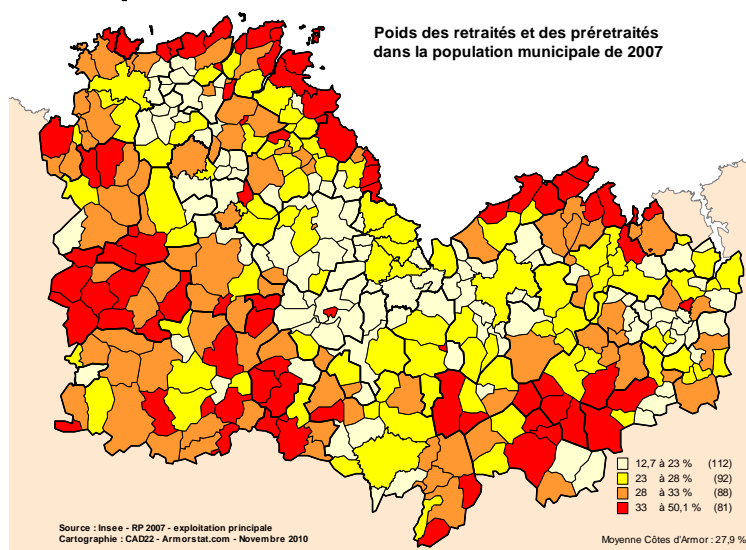 Poids des retraités et des préretraités
dans la population municipale de 2007
12,7 à 23 % (112)
23 à 28 % (92)
28 à 33 % (88)
33 à 50,1 % (81)
Source : Insee - RP 2007 - exploitation principale
Cartographie : CAD22 - Armorstat.com - Novembre 2010
Moyenne Côtes d'Armor : 27,9 %